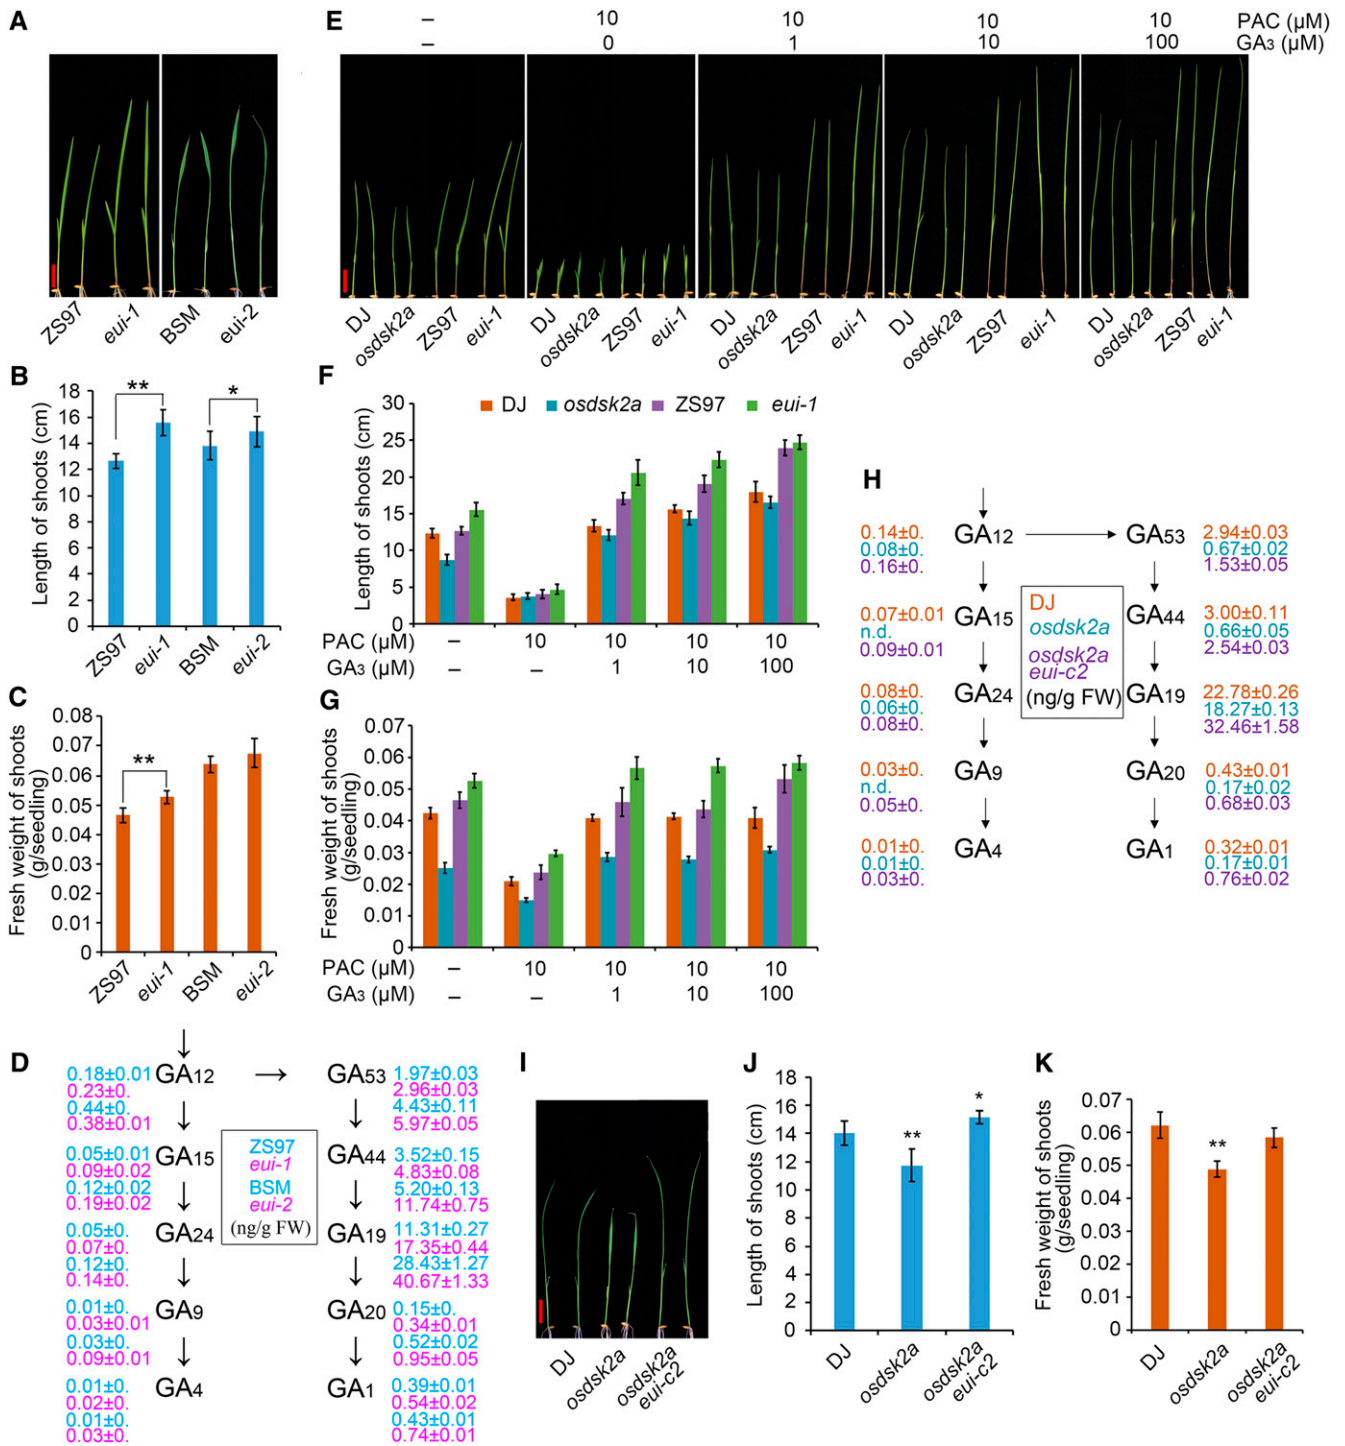 A
ZS97
eui-1
BSM
eui-2
E
– 10 10 10 10 PAC (µM)
– 0 1 10 100 GA3 (µM)
DJ
osdsk2a
ZS97
eui-1
DJ
osdsk2a
ZS97
eui-1
DJ
osdsk2a
ZS97
eui-1
DJ
osdsk2a
ZS97
eui-1
DJ
osdsk2a
ZS97
eui-1
B
Length of shoots (cm)
18
16
14
12
10
8
6
4
2
0
**
*
ZS97
eui-1
BSM
eui-2
C
Fresh weight of shoots
(g/seedling)
0.08
0.07
0.06
0.05
0.04
0.03
0.02
0.01
0
**
ZS97
eui-1
BSM
eui-2
F
DJ osdsk2a ZS97 eui-1
Length of shoots (cm)
30
25
20
15
10
5
0
PAC (µM) – 10 10 10 10
GA3 (µM) – – 1 10 100
G
Fresh weight of shoots
(g/seedling)
0.07
0.06
0.05
0.04
0.03
0.02
0.01
0
PAC (µM) – 10 10 10 10
GA3 (µM) – – 1 10 100
H
0.14±0.
0.08±0.
0.16±0.
GA12
GA53
2.94±0.03
0.67±0.02
1.53±0.05
0.07±0.01
n.d.
0.09±0.01
GA15
DJ
osdsk2a
osdsk2a
eui-c2
(ng/g FW)
GA44
3.00±0.11
0.66±0.05
2.54±0.03
0.08±0.
0.06±0.
0.08±0.
GA24
GA19
22.78±0.26
18.27±0.13
32.46±1.58
0.03±0.
n.d.
0.05±0.
GA9
GA20
0.43±0.01
0.17±0.02
0.68±0.03
0.01±0.
0.01±0.
0.03±0.
GA4
GA1
0.32±0.01
0.17±0.01
0.76±0.02
D
0.18±0.01
0.23±0.
0.44±0.
0.38±0.01
GA12
GA53
1.97±0.03
2.96±0.03
4.43±0.11
5.97±0.05
0.05±0.01
0.09±0.02
0.12±0.02
0.19±0.02
GA15
ZS97
eui-1
BSM
eui-2
(ng/g FW)
GA44
3.52±0.15
4.83±0.08
5.20±0.13
11.74±0.75
0.05±0.
0.07±0.
0.12±0.
0.14±0.
GA24
GA19
11.31±0.27
17.35±0.44
28.43±1.27
40.67±1.33
0.01±0.
0.03±0.01
0.03±0.
0.09±0.01
GA9
GA20
0.15±0.
0.34±0.01
0.52±0.02
0.95±0.05
0.01±0.
0.02±0.
0.01±0.
0.03±0.
GA4
GA1
0.39±0.01
0.54±0.02
0.43±0.01
0.74±0.01
I
DJ
osdsk2a
osdsk2a
eui-c2
J
Length of shoots (cm)
18
16
14
12
10
8
6
4
2
0
**
*
DJ
osdsk2a
osdsk2a
eui-c2
K
Fresh weight of shoots
(g/seedling)
0.07
0.06
0.05
0.04
0.03
0.02
0.01
0
**
DJ
osdsk2a
osdsk2a
eui-c2